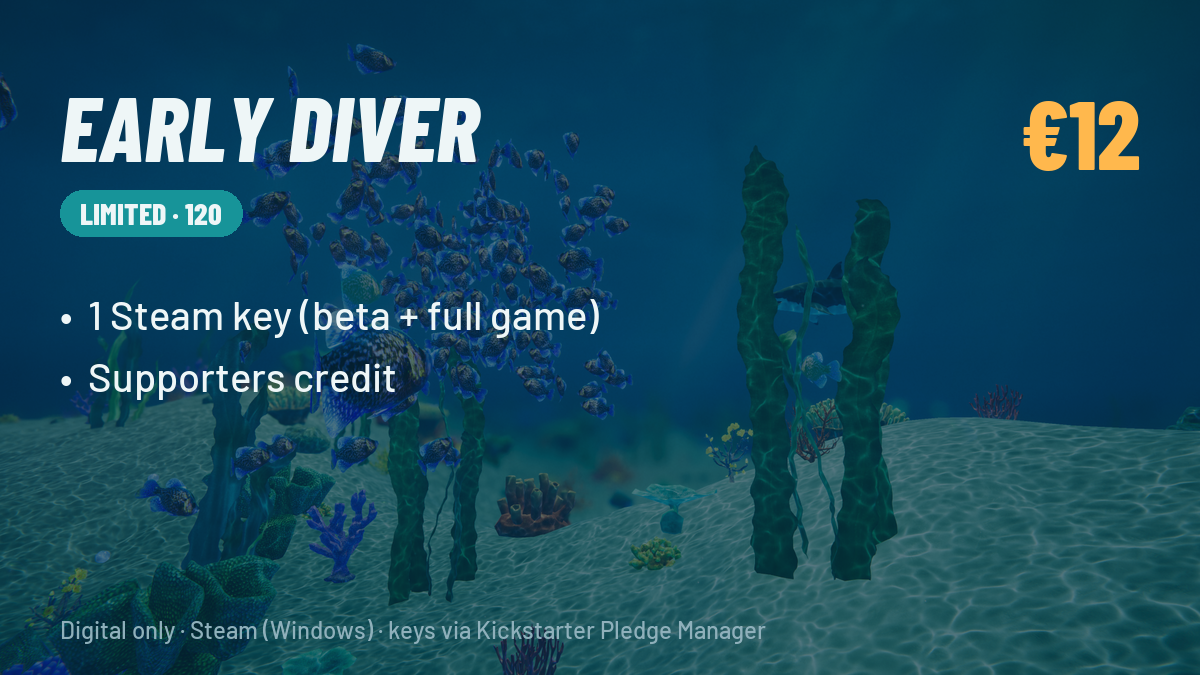 EARLY DIVER
€12
LIMITED · 120
• 1 Steam key (beta + full game)
• Supporters credit
Digital only · Steam (Windows) · keys via Kickstarter Pledge Manager